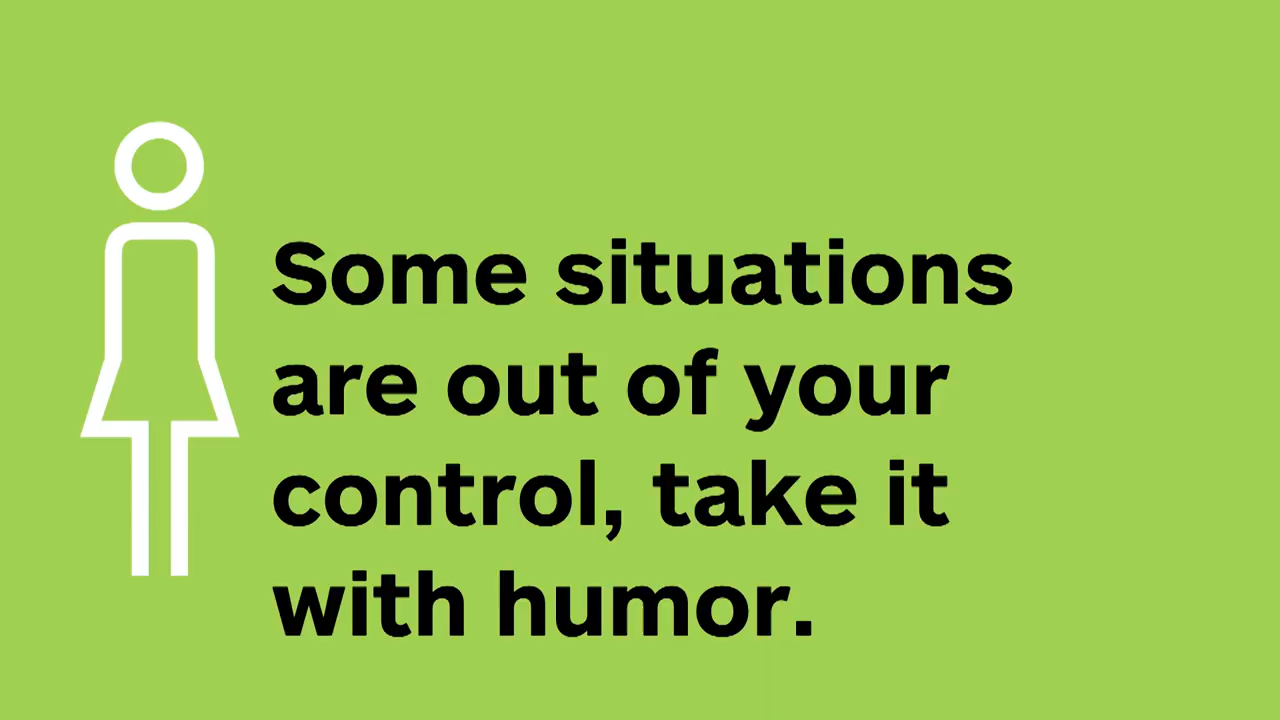 Some situations
are out of your
control, take it
with humor.